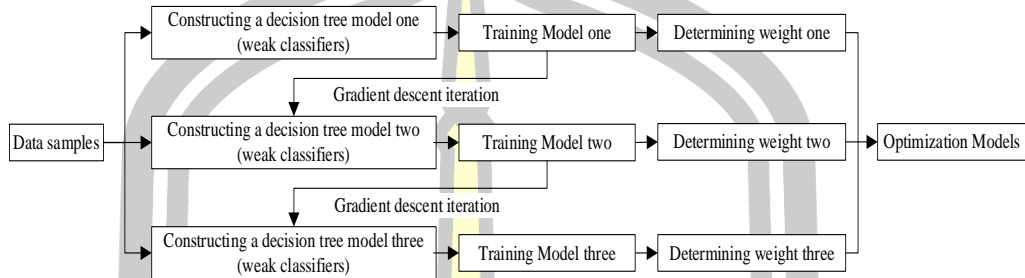 Constructing a decision tree model one
(weak classifiers)
Training Model one
Determining weight one
Gradient descent iteration
Data samples
Constructing a decision tree model two
(weak classifiers)
Training Model two
Determining weight two
Optimization Models
Gradient descent iteration
Constructing a decision tree model three
(weak classifiers)
Training Model three
Determining weight three